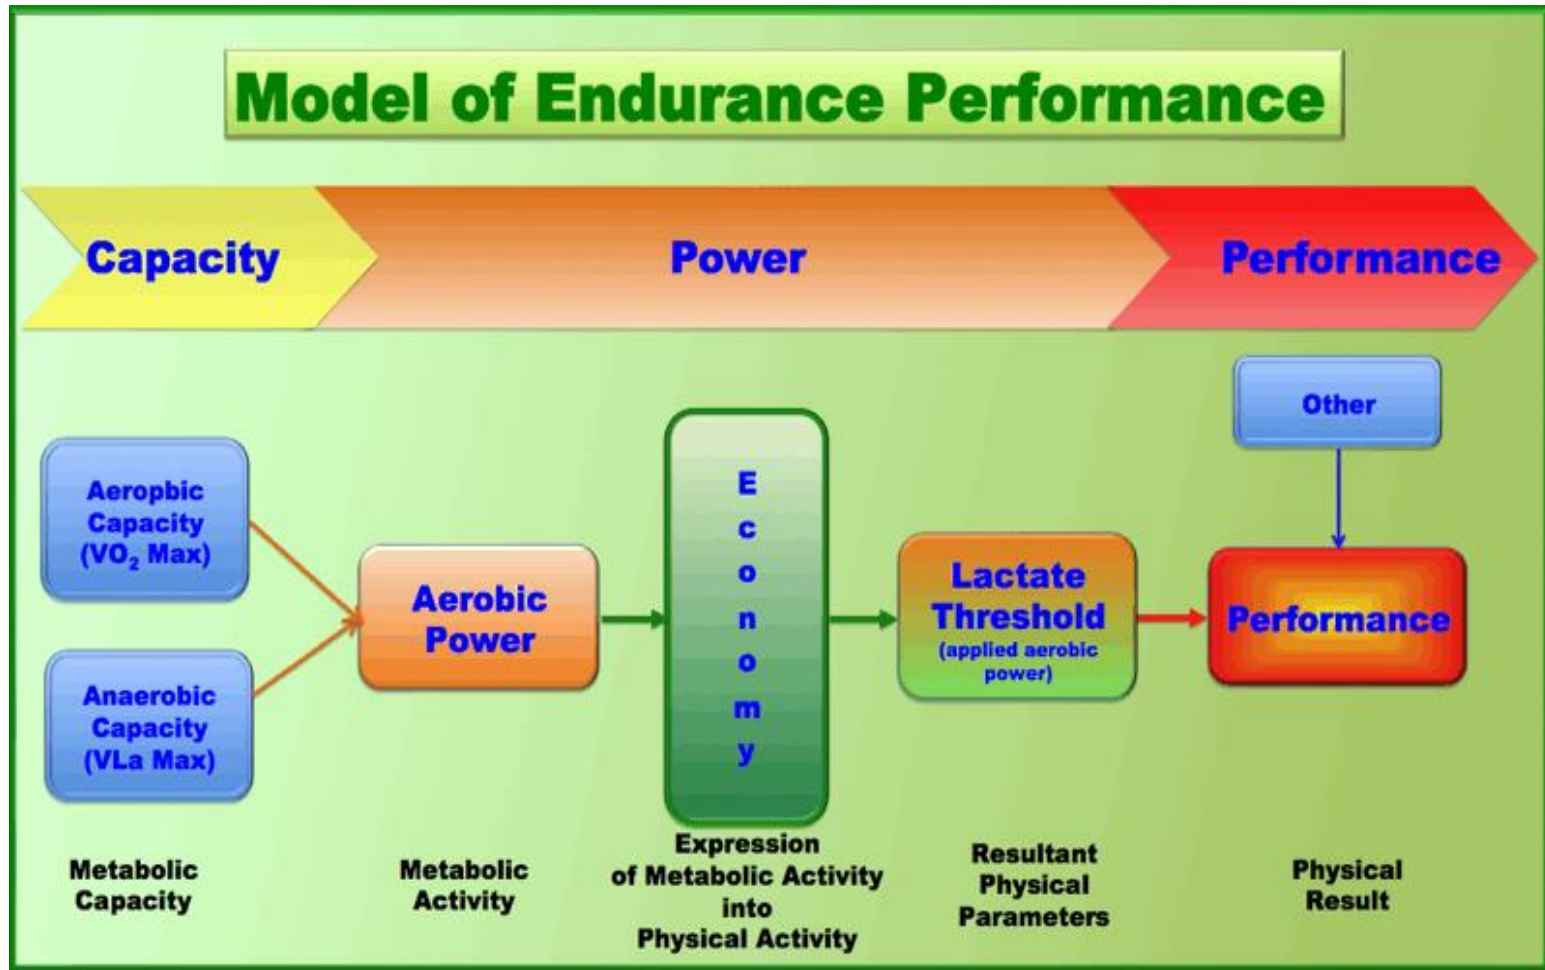 Model of Endurance Performance
Capacity
Power
Performance
Other
Aeropbic
Capacity
(VO₂ Max)
Anaerobic
Capacity
(VLa Max)
Aerobic
Power
E
c
o
n
o
m
y
Lactate
Threshold
(applied aerobic
power)
Performance
Metabolic
Capacity
Metabolic
Activity
Expression
of Metabolic Activity
into
Physical Activity
Resultant
Physical
Parameters
Physical
Result